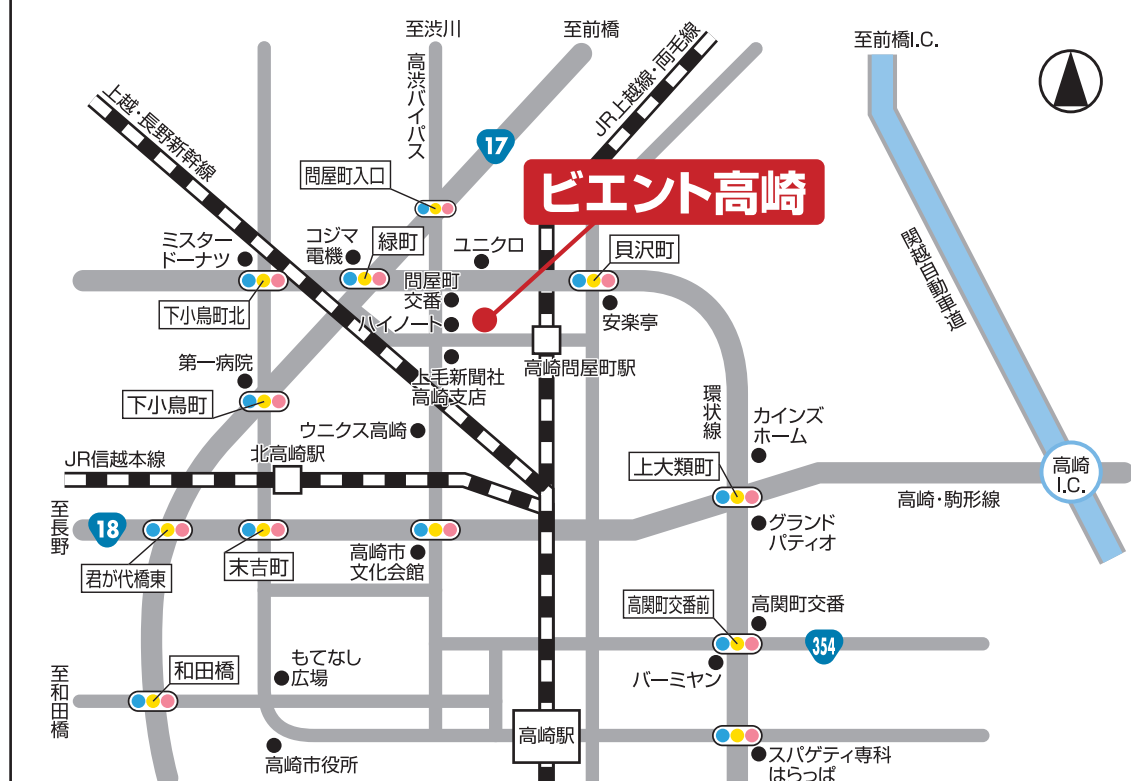 至渋川
至前橋
至前橋I.C.
高渋バイパス
JR上越線・両毛線
上越・長野新幹線
17
問屋町入口
ビエント高崎
関越自動車道
ミスター
ドーナツ
コジマ
電機
緑町
ユニクロ
貝沢町
問屋町
交番
下小鳥町北
ハイノート
安楽亭
第一病院
高崎問屋町駅
上毛新聞社
高崎支店
下小鳥町
環状線
カインズ
ホーム
ウニクス高崎
北高崎駅
JR信越本線
上大類町
高崎
I.C.
高崎・駒形線
至長野
18
グランド
パティオ
君が代橋東
末吉町
高崎市
文化会館
高関町交番前
高関町交番
354
バーミヤン
至和田橋
和田橋
もてなし
広場
高崎駅
高崎市役所
スパゲティ専科
はらっぱ